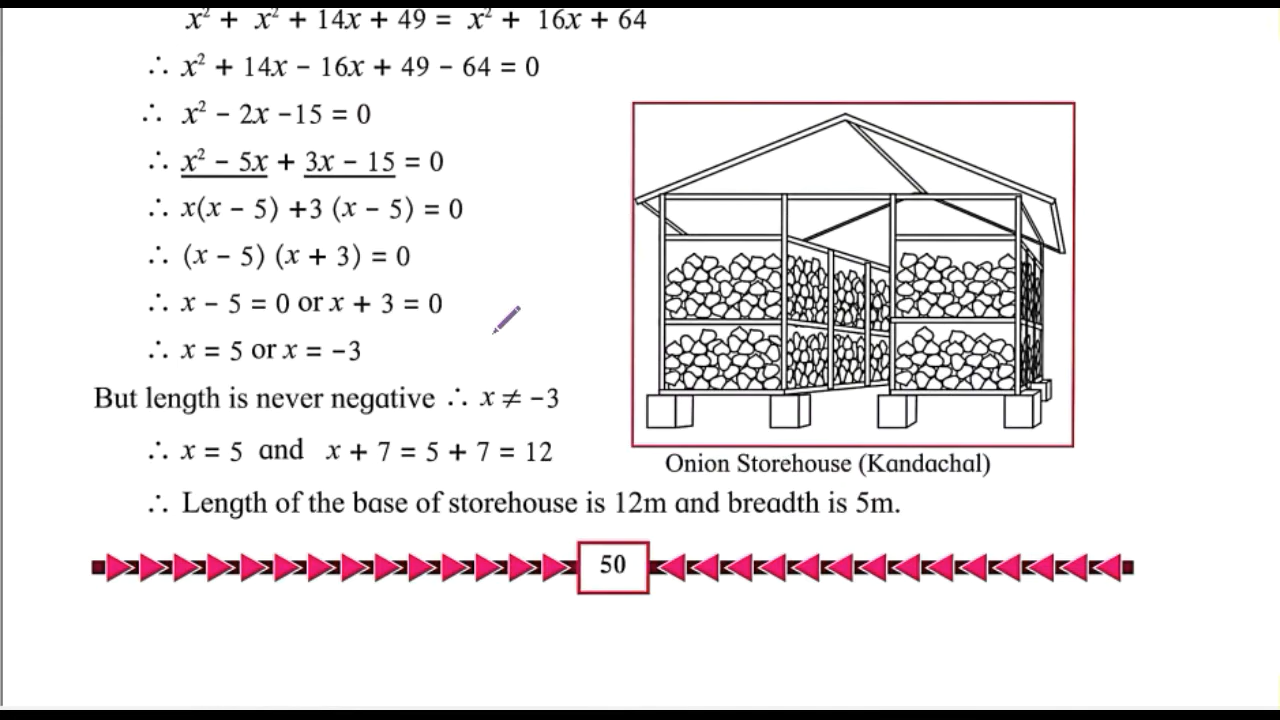 x² + x² + 14x + 49 = x² + 16x + 64
∴ x² + 14x − 16x + 49 − 64 = 0
∴ x² − 2x −15 = 0
∴ x² − 5x + 3x − 15 = 0
∴ x(x − 5) +3 (x − 5) = 0
∴ (x − 5) (x + 3) = 0
∴ x − 5 = 0 or x + 3 = 0
∴ x = 5 or x = −3
But length is never negative ∴ x ≠ −3
∴ x = 5 and x + 7 = 5 + 7 = 12
Onion Storehouse (Kandachal)
∴ Length of the base of storehouse is 12m and breadth is 5m.
50